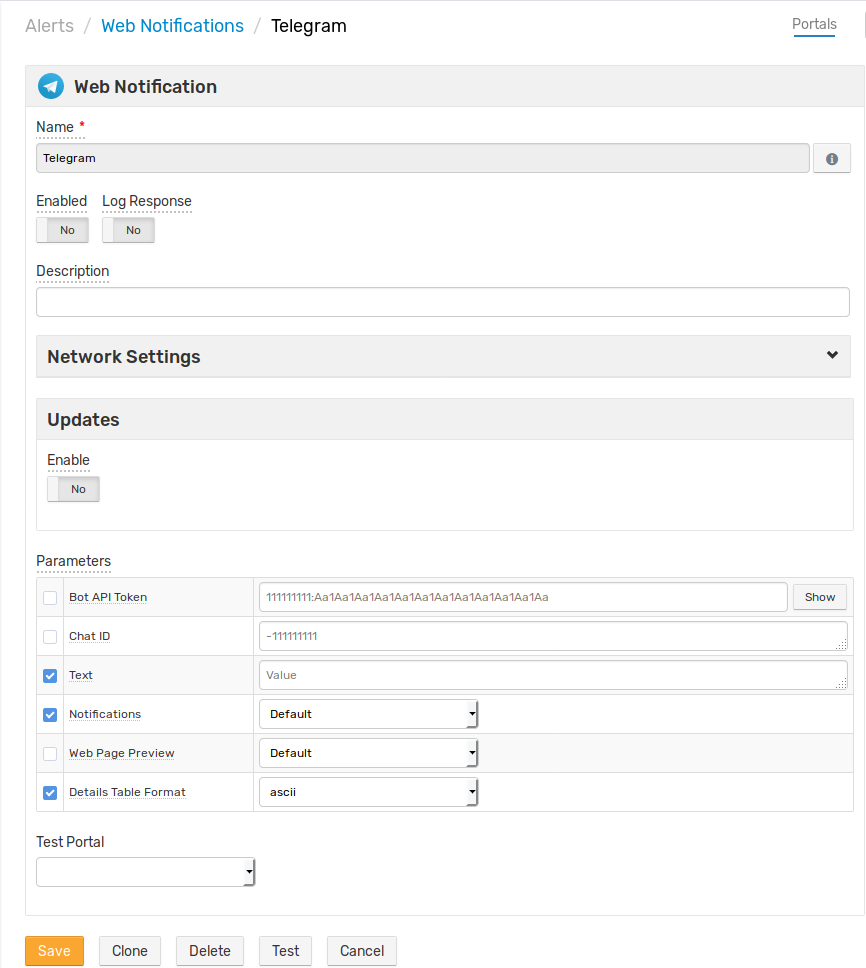 Alerts / Web Notifications / Telegram
Portals
Web Notification
Name *
Telegram
Enabled Log Response
No No
Description
Network Settings
Updates
Enable
No
Parameters
Bot API Token 111111111:Aa1Aa1Aa1Aa1Aa1Aa1Aa1Aa1Aa1Aa1Aa1Aa Show
Chat ID -111111111
Text Value
Notifications Default
Web Page Preview Default
Details Table Format ascii
Test Portal
Save Clone Delete Test Cancel